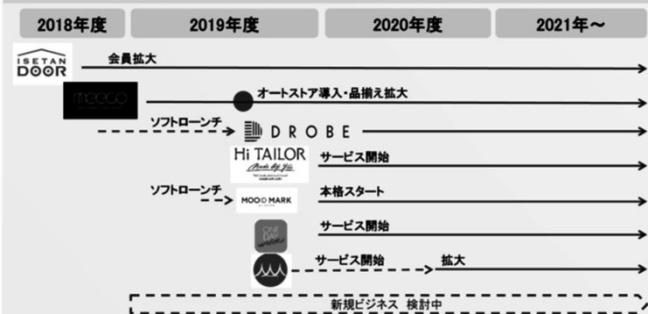 2018年度
2019年度
2020年度
2021年～
ISETAN
DOOR
会員拡大
meeco
オートストア導入・品揃え拡大
ソフトローンチ
DROBE
Hi TAILOR
サービス開始
ソフトローンチ
MOOD MARK
本格スタート
ONE
DAY
サービス開始
サービス開始
拡大
新規ビジネス 検討中